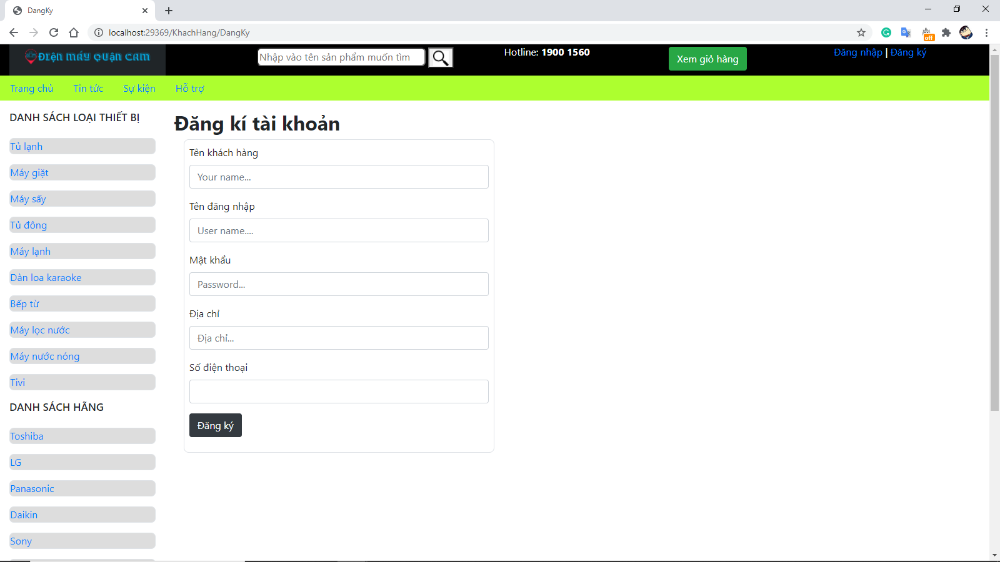 DangKy
localhost:29369/KhachHang/DangKy
off
Điện máy Quận Cam
Nhập vào tên sản phẩm muốn tìm
Hotline: 1900 1560
Xem giỏ hàng
Đăng nhập | Đăng ký
Trang chủ Tin tức Sự kiện Hỗ trợ
DANH SÁCH LOẠI THIẾT BỊ
Tủ lạnh
Máy giặt
Máy sấy
Tủ đông
Máy lạnh
Dàn loa karaoke
Bếp từ
Máy lọc nước
Máy nước nóng
Tivi
DANH SÁCH HÃNG
Toshiba
LG
Panasonic
Daikin
Sony
Đăng kí tài khoản
Tên khách hàng
Your name...
Tên đăng nhập
User name....
Mật khẩu
Password...
Địa chỉ
Địa chỉ...
Số điện thoại
Đăng ký